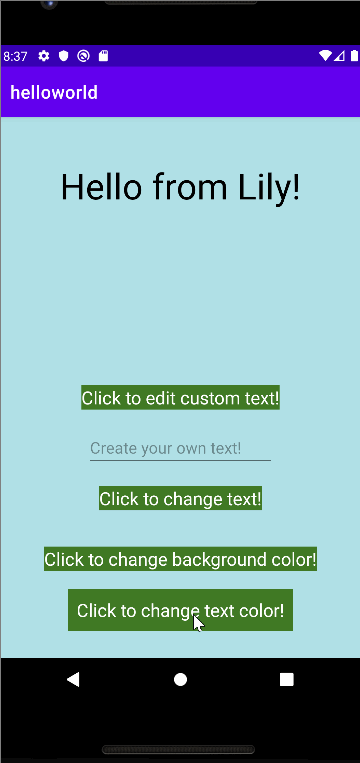 8:37
helloworld
Hello from Lily!
Click to edit custom text!
Create your own text!
Click to change text!
Click to change background color!
Click to change text color!